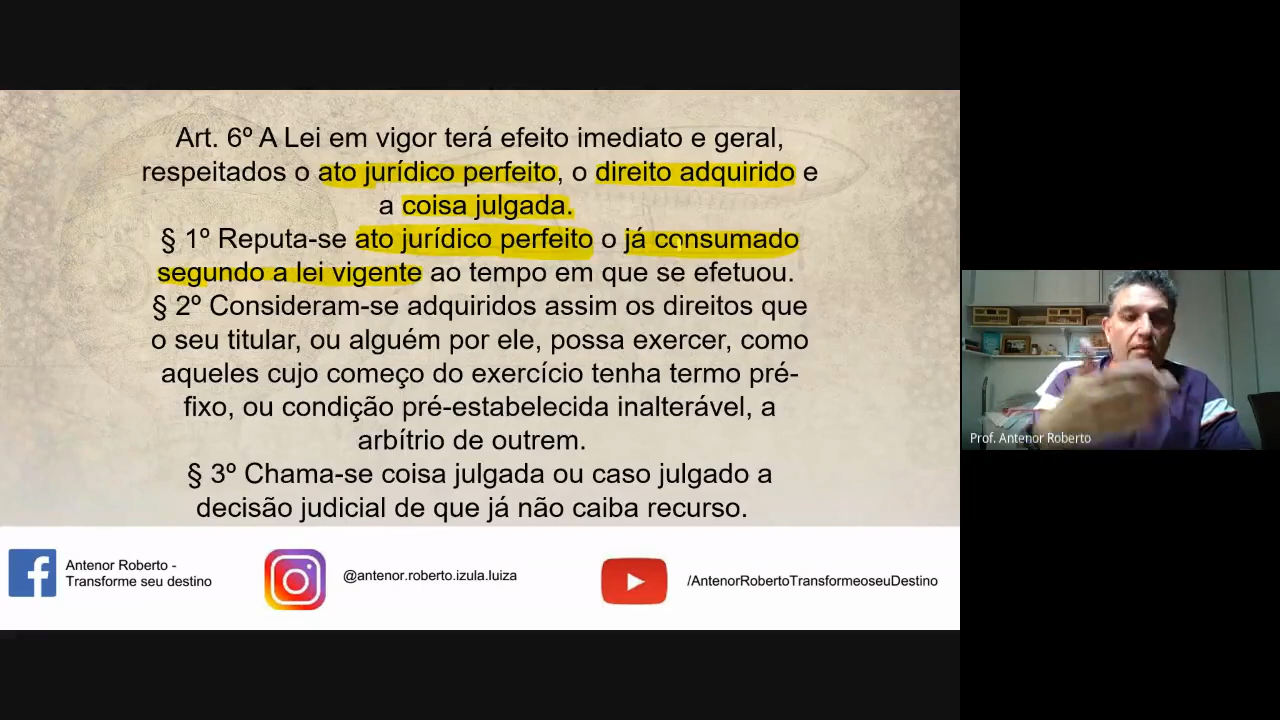 Art. 6º A Lei em vigor terá efeito imediato e geral,
respeitados o ato jurídico perfeito, o direito adquirido e
a coisa julgada.
§ 1º Reputa-se ato jurídico perfeito o já consumado
segundo a lei vigente ao tempo em que se efetuou.
§ 2º Consideram-se adquiridos assim os direitos que
o seu titular, ou alguém por ele, possa exercer, como
aqueles cujo começo do exercício tenha termo pré-
fixo, ou condição pré-estabelecida inalterável, a
arbítrio de outrem.
§ 3º Chama-se coisa julgada ou caso julgado a
decisão judicial de que já não caiba recurso.
Antenor Roberto -
Transforme seu destino
@antenor.roberto.izula.luiza
/AntenorRobertoTransformeoseuDestino
Prof. Antenor Roberto